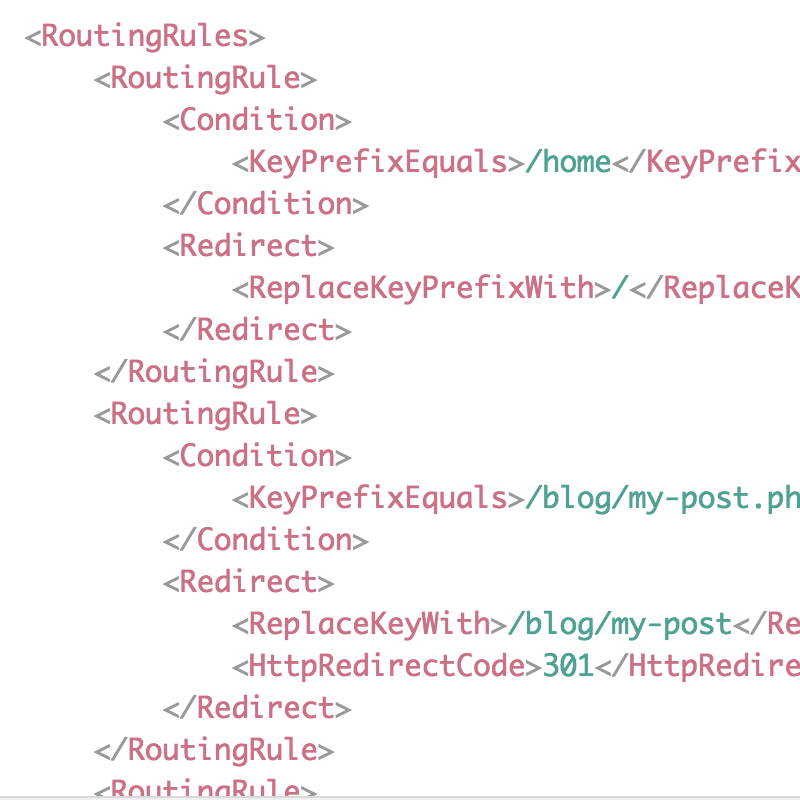 <RoutingRules>
<RoutingRule>
<Condition>
<KeyPrefixEquals>/home</KeyPrefix
</Condition>
<Redirect>
<ReplaceKeyPrefixWith>/</ReplaceK
</Redirect>
</RoutingRule>
<RoutingRule>
<Condition>
<KeyPrefixEquals>/blog/my-post.ph
</Condition>
<Redirect>
<ReplaceKeyWith>/blog/my-post</Re
<HttpRedirectCode>301</HttpRedire
</Redirect>
</RoutingRule>
<RoutingRule>